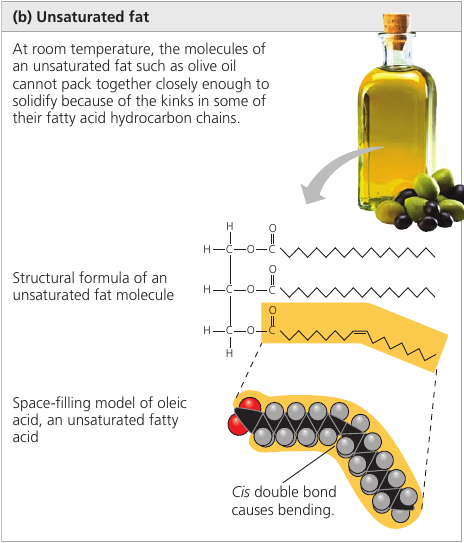 (b) Unsaturated fat
At room temperature, the molecules of
an unsaturated fat such as olive oil
cannot pack together closely enough to
solidify because of the kinks in some of
their fatty acid hydrocarbon chains.
H O
H—C—O—C
Structural formula of an
unsaturated fat molecule
O
H—C—O—C
O
H—C—O—C
H
Space-filling model of oleic
acid, an unsaturated fatty
acid
Cis double bond
causes bending.